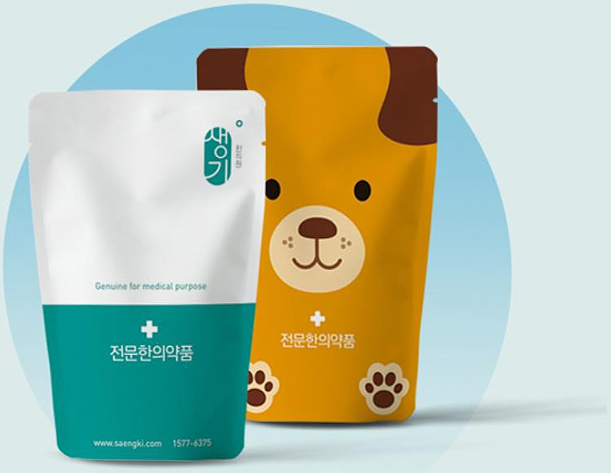 생기
한의원
Genuine for medical purpose
전문한의약품
www.saengki.com 1577-6375
전문한의약품